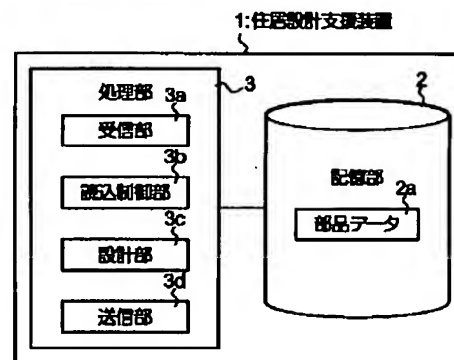 1:住居設計支援装置
処理部
3
3a
受信部
3b
読込制御部
3c
設計部
3d
送信部
2
記憶部
2a
部品データ